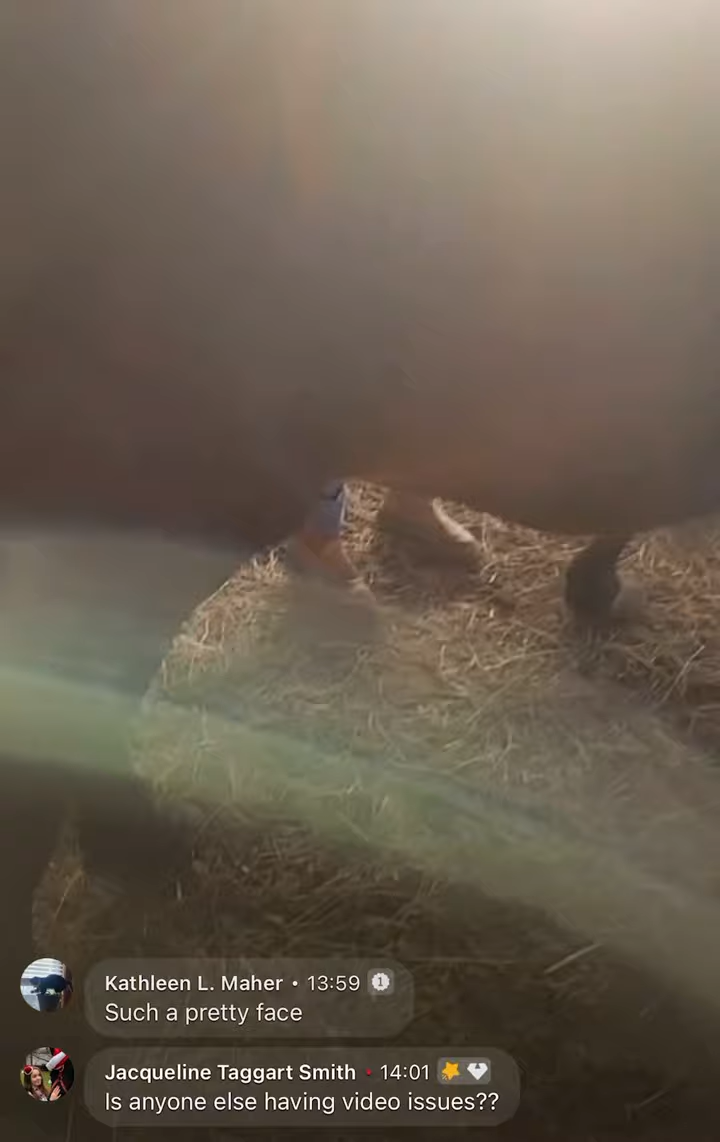 Kathleen L. Maher • 13:59
Such a pretty face
Jacqueline Taggart Smith • 14:01
Is anyone else having video issues??